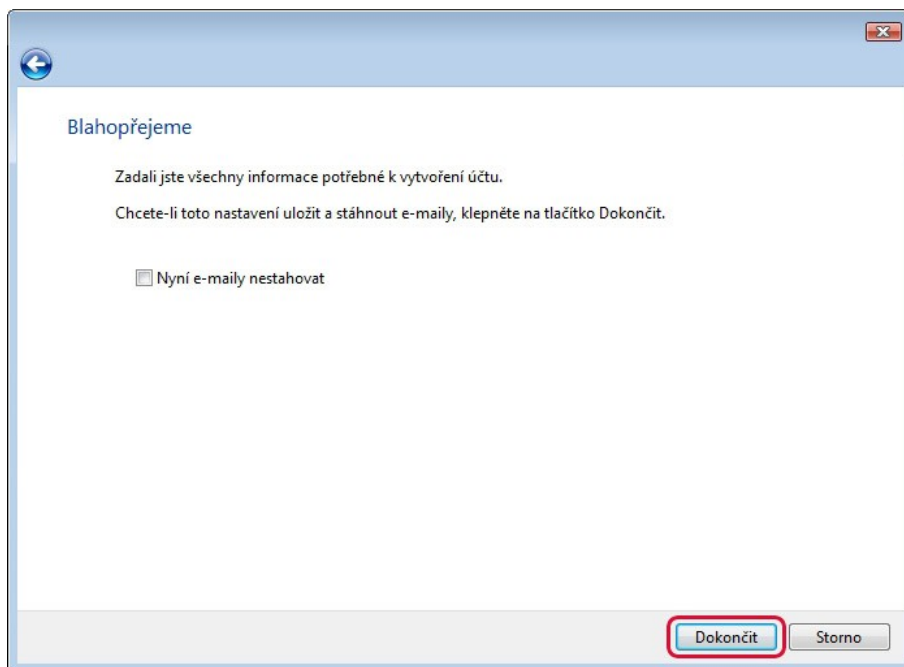 Blahopřejeme
Zadali jste všechny informace potřebné k vytvoření účtu.
Chcete-li toto nastavení uložit a stáhnout e-maily, klepněte na tlačítko Dokončit.
Nyní e-maily nestahovat
Dokončit
Storno